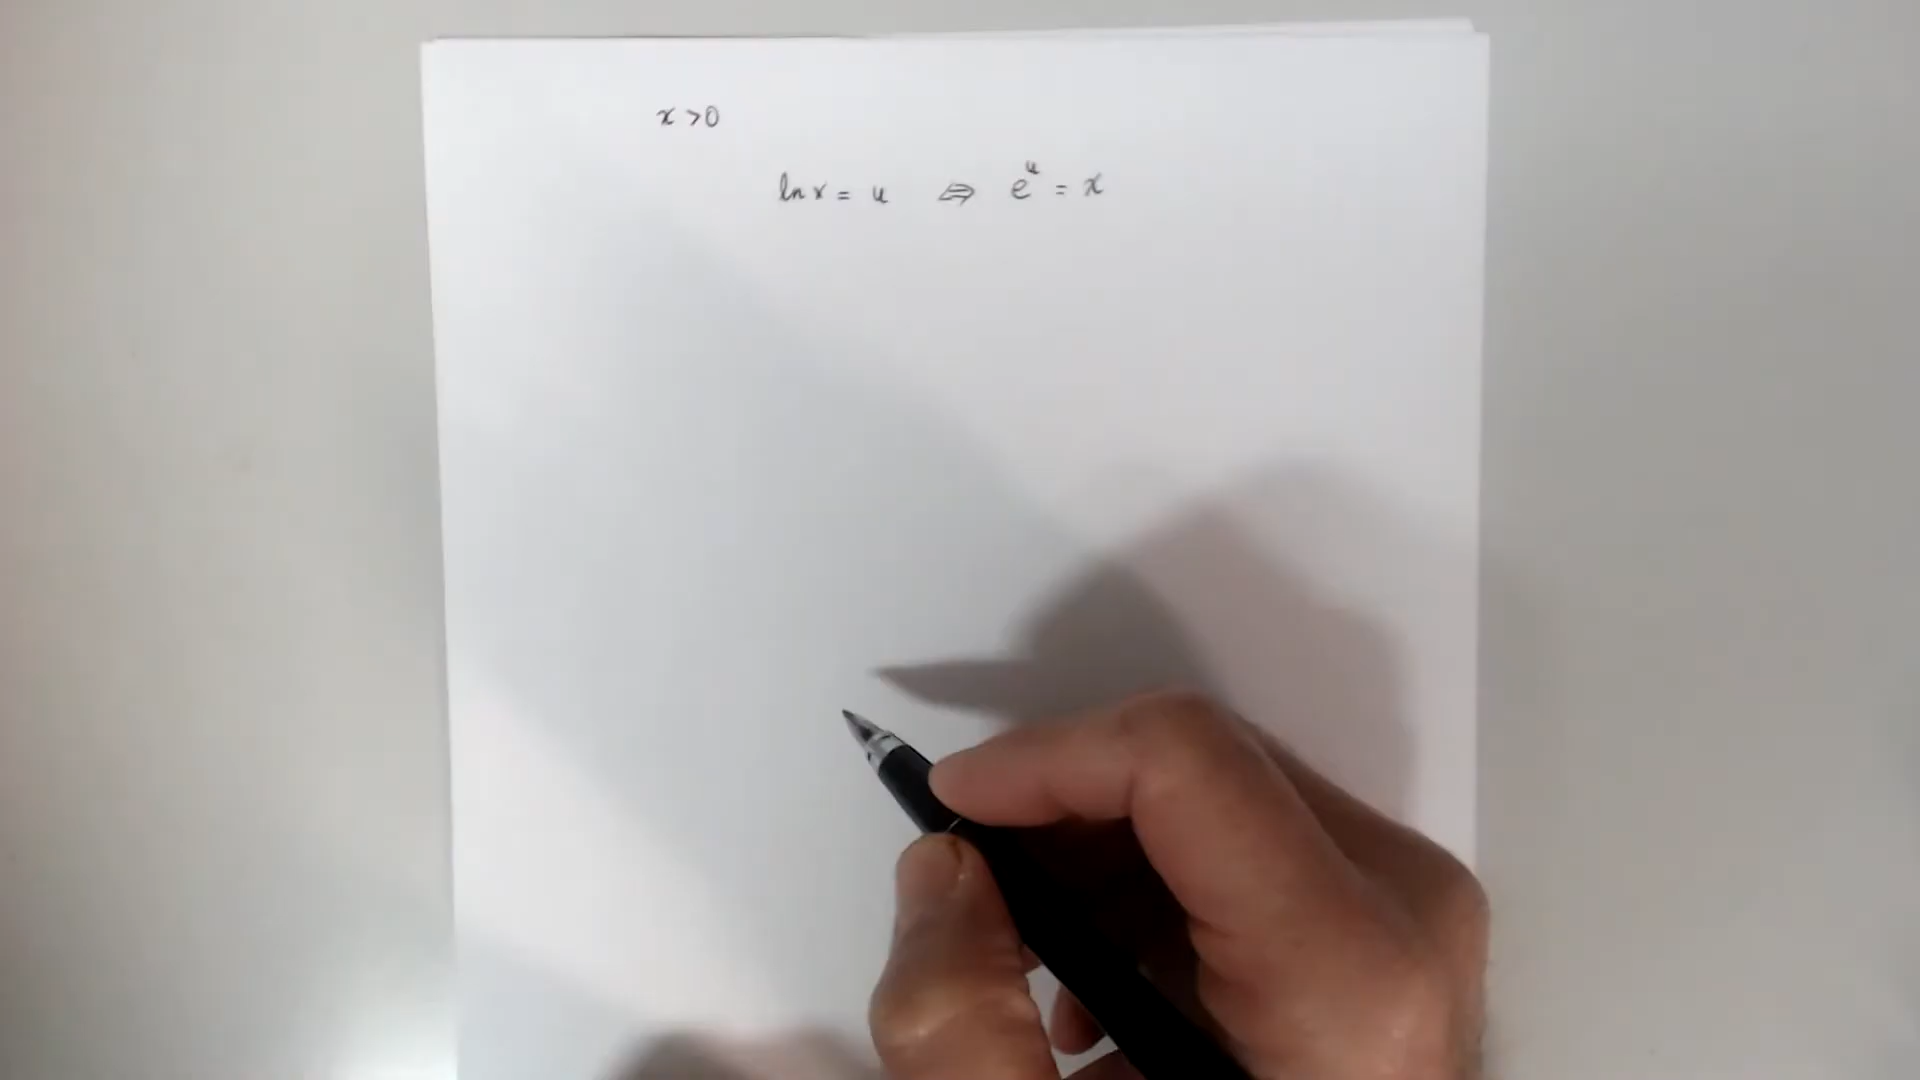 x > 0
ln x = u ⇔ e^u = x